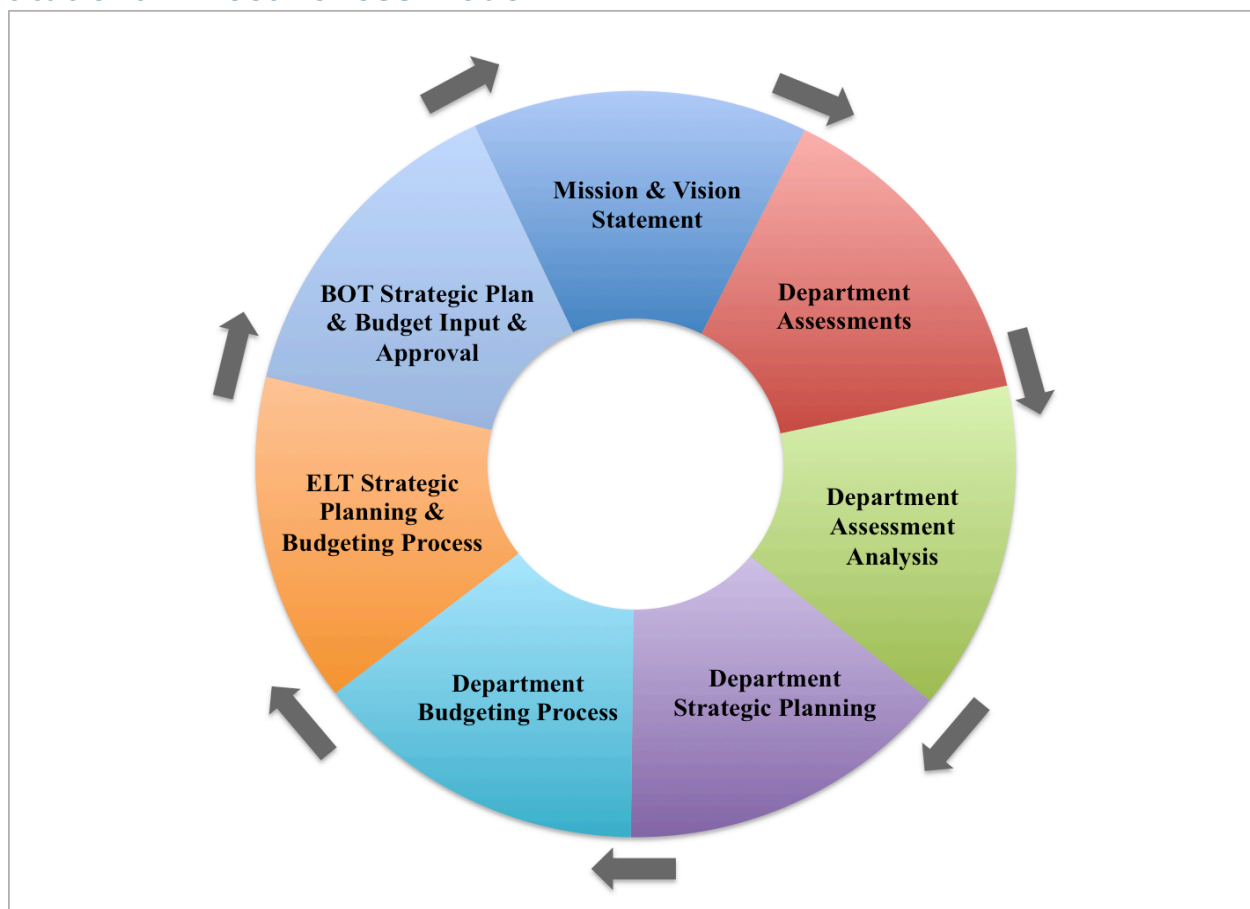 Mission & Vision
Statement
Department
Assessments
Department
Assessment
Analysis
Department
Strategic Planning
Department
Budgeting Process
ELT Strategic
Planning &
Budgeting Process
BOT Strategic Plan
& Budget Input &
Approval